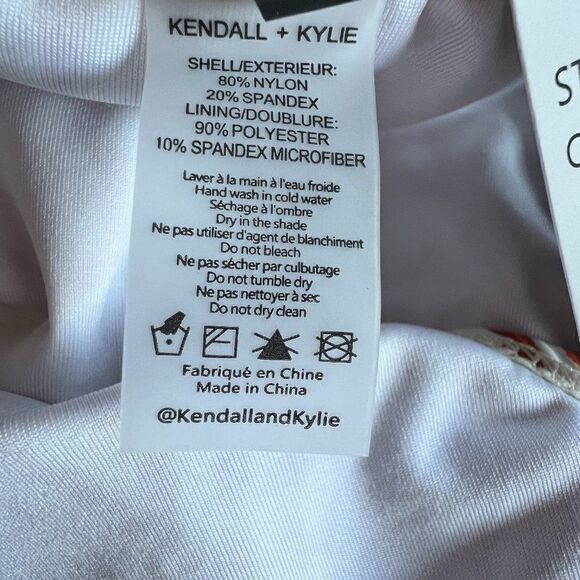 KENDALL + KYLIE
SHELL/EXTERIEUR:
80% NYLON
20% SPANDEX
LINING/DOUBLURE:
90% POLYESTER
10% SPANDEX MICROFIBER
Laver à la main à l'eau froide
Hand wash in cold water
Séchage à l'ombre
Dry in the shade
Ne pas utiliser d'agent de blanchiment
Do not bleach
Ne pas sécher par culbutage
Do not tumble dry
Ne pas nettoyer à sec
Do not dry clean
Fabriqué en Chine
Made in China
@KendallandKylie
ST